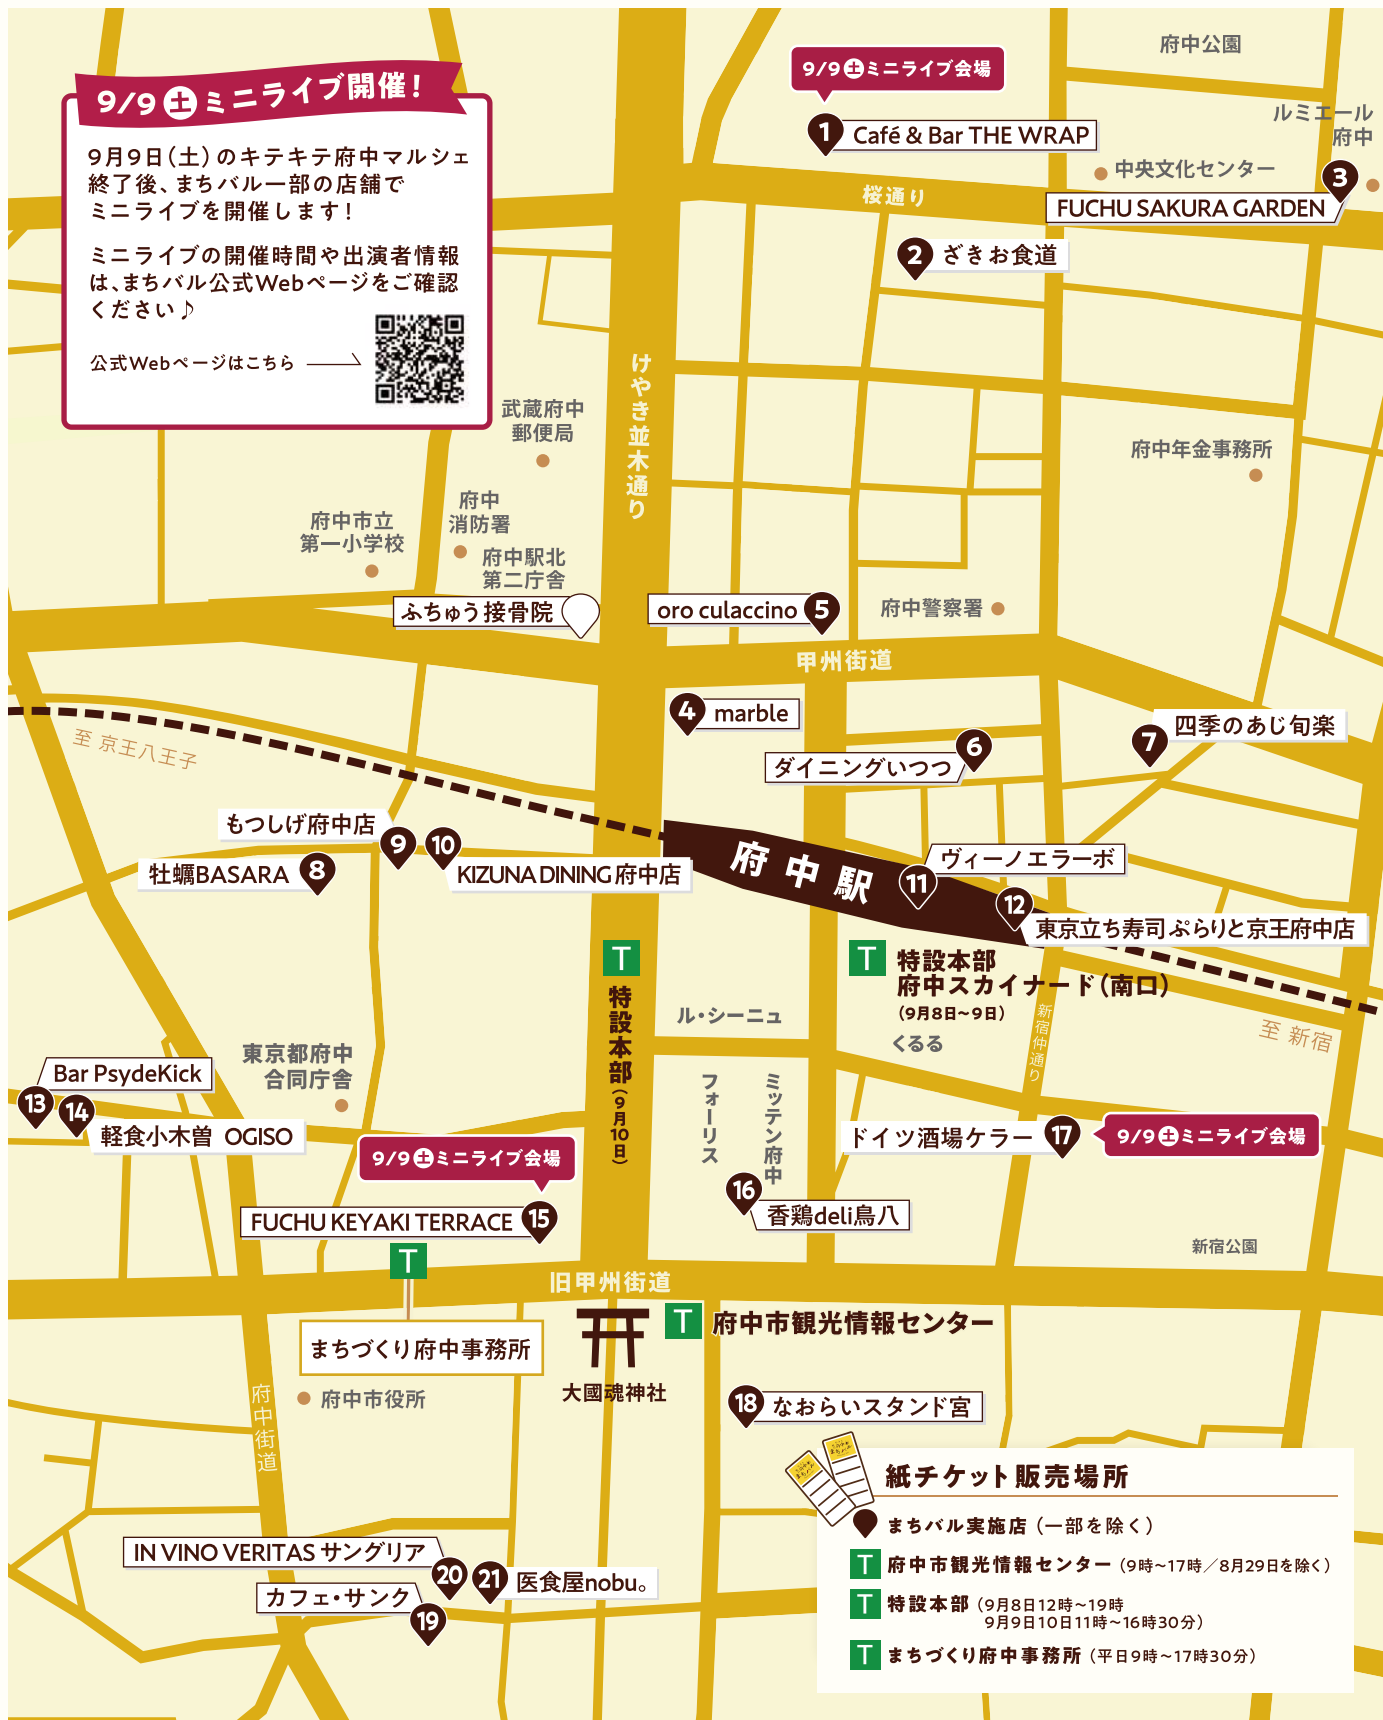 9/9土ミニライブ開催！
9月9日（土）のキテキテ府中マルシェ
終了後、まちバル一部の店舗で
ミニライブを開催します！
ミニライブの開催時間や出演者情報
は、まちバル公式Webページをご確認
ください♪
公式Webページはこちら
9/9土ミニライブ会場
1 Café & Bar THE WRAP
府中公園
ルミエール
府中
中央文化センター
3
FUCHU SAKURA GARDEN
桜通り
2 ざきお食道
けやき並木通り
武蔵府中
郵便局
府中年金事務所
府中
消防署
府中市立
第一小学校
府中駅北
第二庁舎
ふちゅう接骨院
oro culaccino 5
府中警察署
甲州街道
4 marble
7 四季のあじ旬楽
6
ダイニングいつつ
至 京王八王子
もつしげ府中店
9
10
8
牡蠣BASARA
KIZUNA DINING 府中店
府中駅
ヴィーノエラーボ
11
12
東京立ち寿司 ぷらりと京王府中店
T
特設本部
（9月10日）
T
特設本部
府中スカイナード（南口）
（9月8日～9日）
くるる
新宿仲通り
至 新宿
ル・シーニュ
フォーリス
ミッテン府中
東京都府中
合同庁舎
Bar PsydeKick
13
14
軽食小木曽 OGISO
9/9土ミニライブ会場
FUCHU KEYAKI TERRACE 15
ドイツ酒場ケラー 17
9/9土ミニライブ会場
16
香鶏deli鳥八
新宿公園
T
旧甲州街道
まちづくり府中事務所
T 府中市観光情報センター
大國魂神社
府中市役所
府中街道
18 なおらいスタンド宮
IN VINO VERITAS サングリア
20
21 医食屋nobu。
カフェ・サンク
19
紙チケット販売場所
まちバル実施店（一部を除く）
T 府中市観光情報センター（9時～17時／8月29日を除く）
T 特設本部（9月8日12時～19時
9月9日10日11時～16時30分）
T まちづくり府中事務所（平日9時～17時30分）